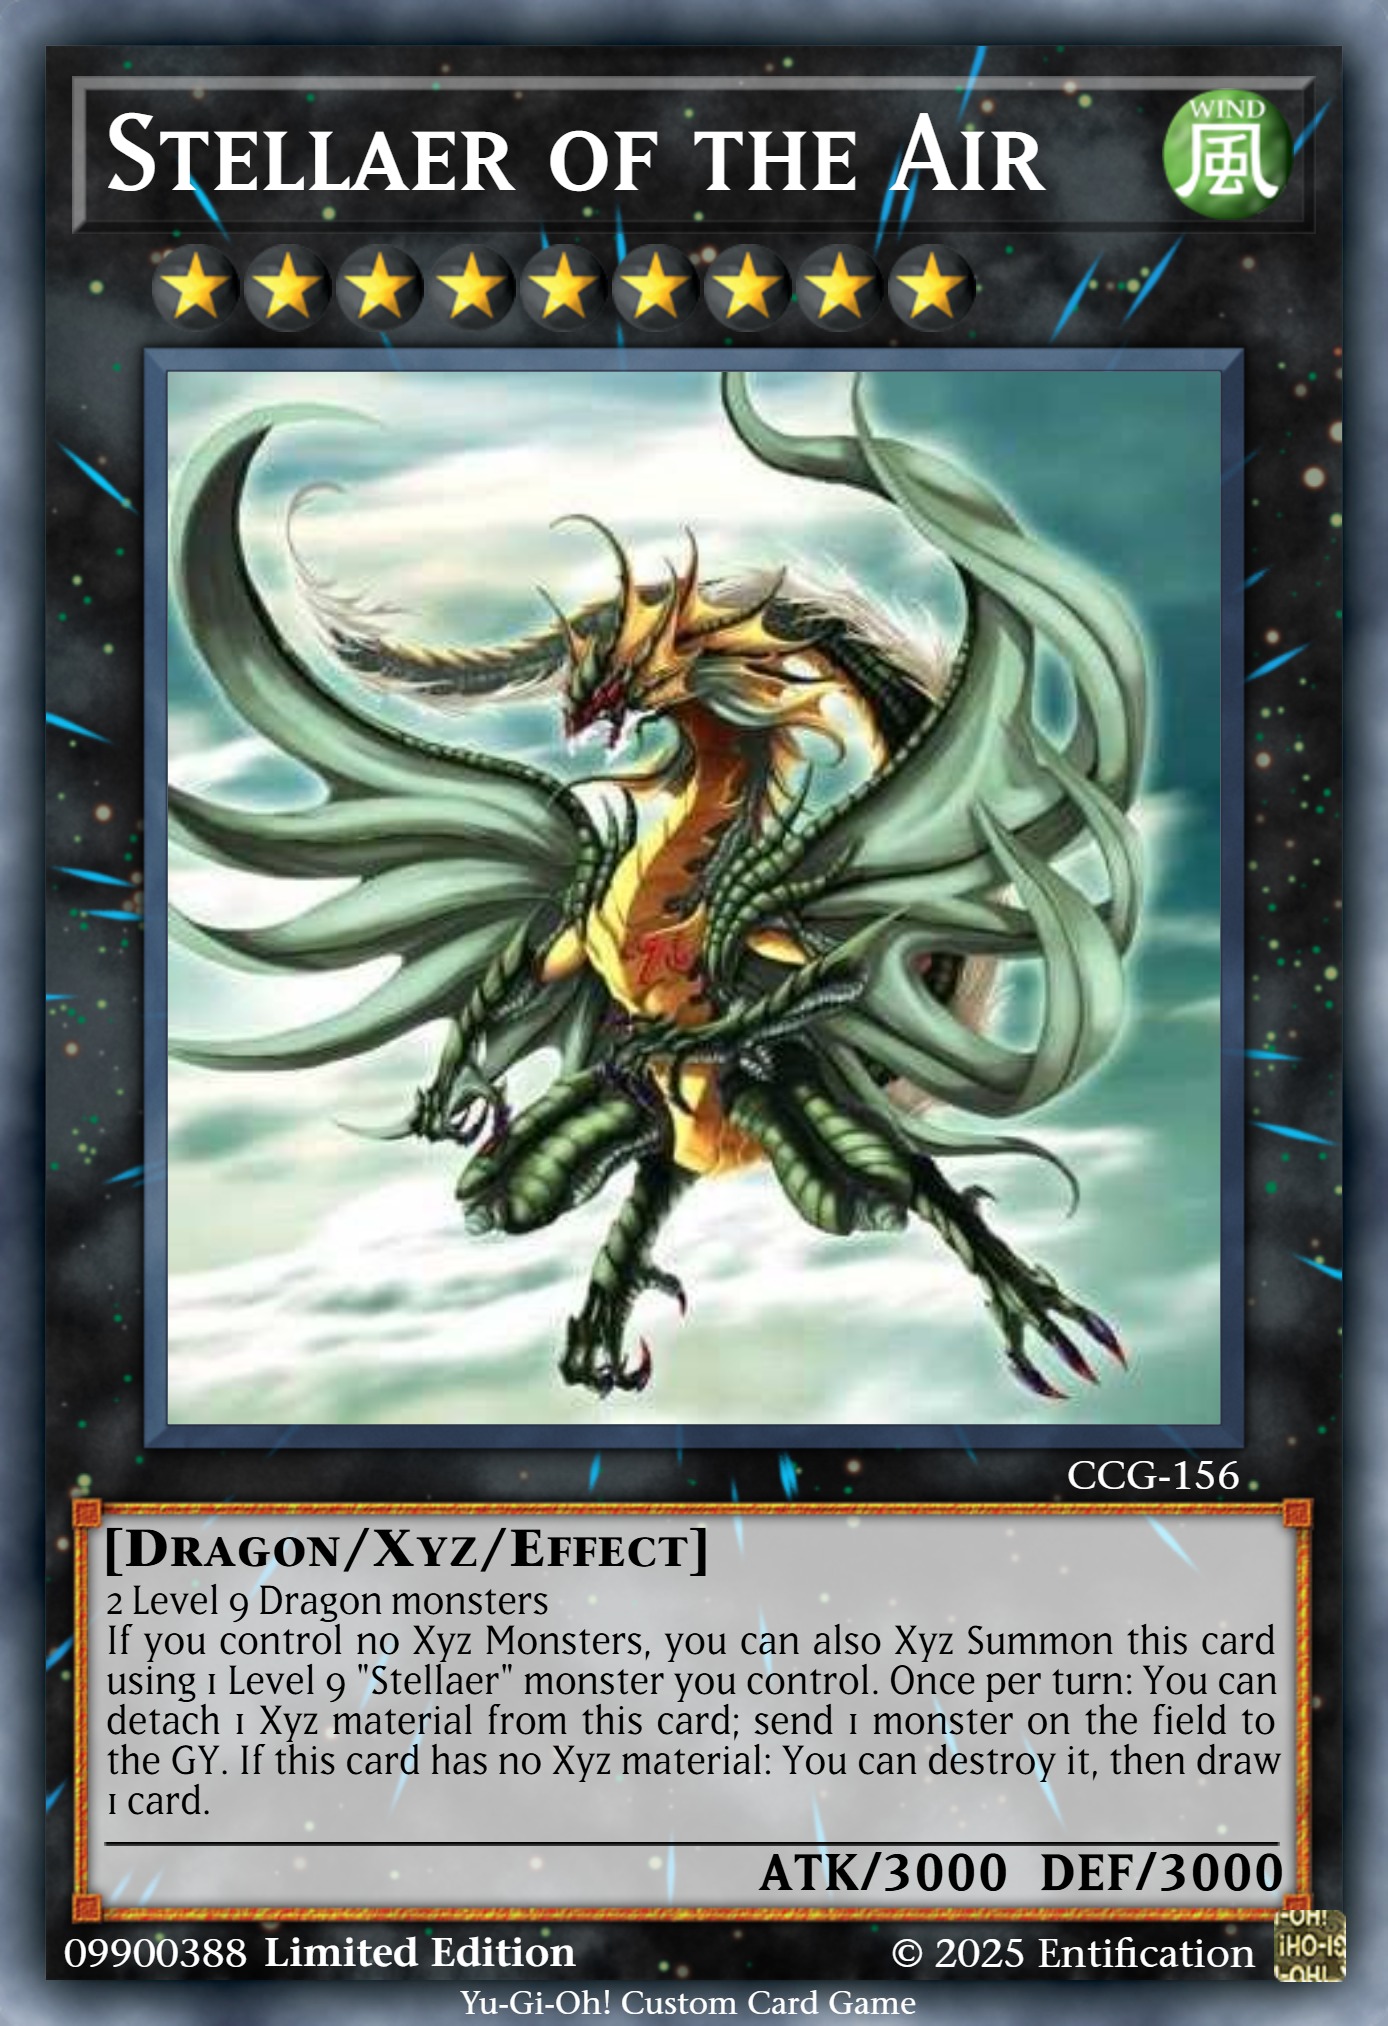 Stellaer of the Air
WIND
風
CCG-156
[Dragon/Xyz/Effect]
2 Level 9 Dragon monsters
If you control no Xyz Monsters, you can also Xyz Summon this card
using 1 Level 9 "Stellaer" monster you control. Once per turn: You can
detach 1 Xyz material from this card; send 1 monster on the field to
the GY. If this card has no Xyz material: You can destroy it, then draw
1 card.
ATK/3000 DEF/3000
09900388 Limited Edition
© 2025 Entification
Yu-Gi-Oh! Custom Card Game